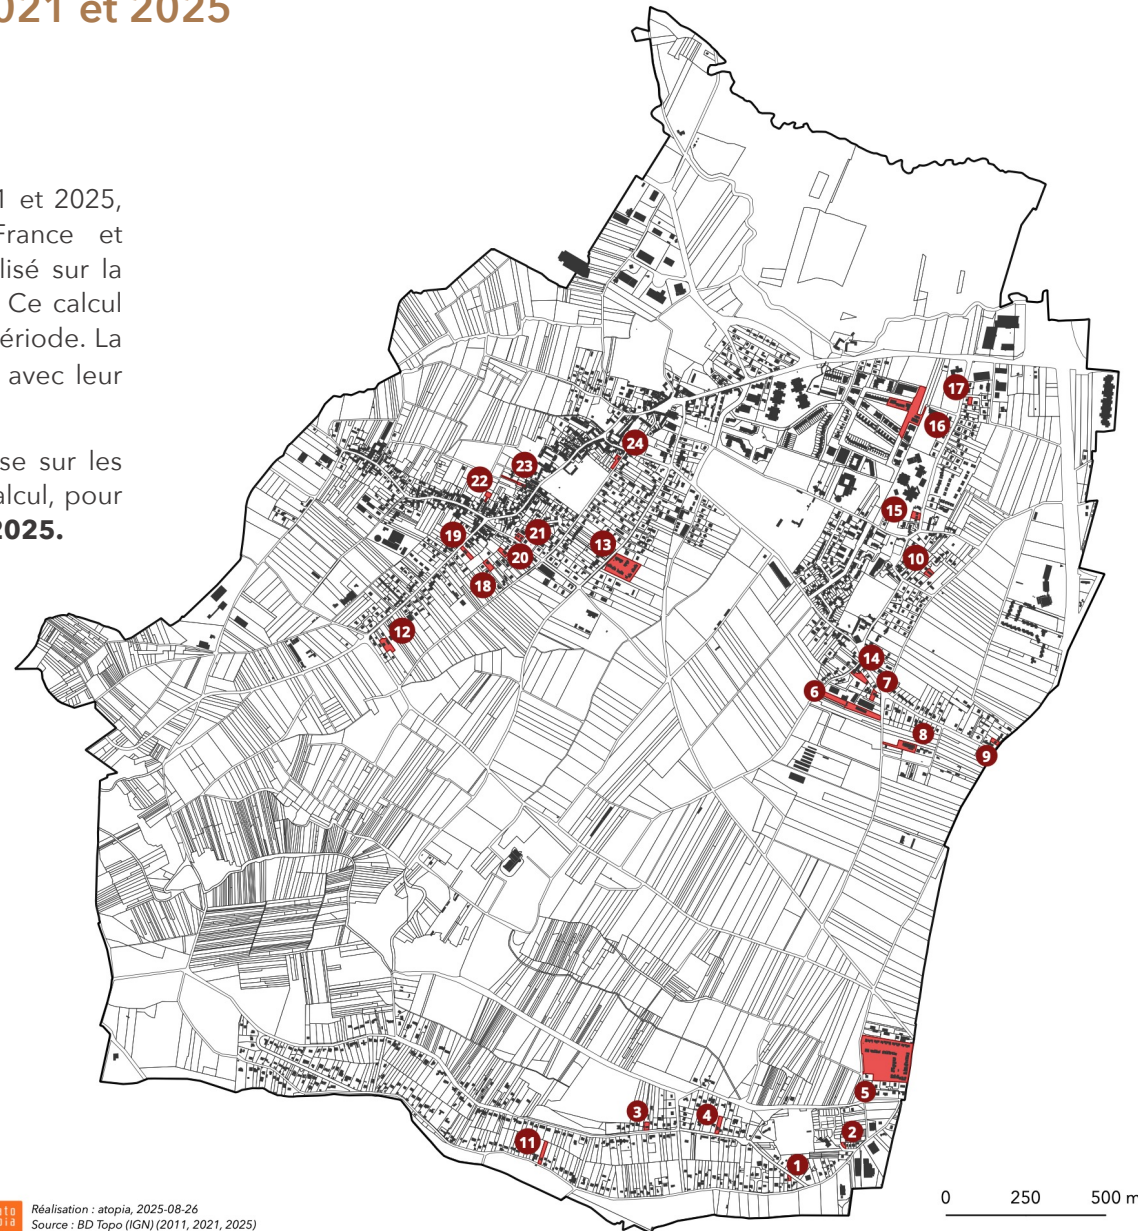 021 et 2025
1 et 2025,
France et
lisé sur la
Ce calcul
ériode. La
avec leur
se sur les
alcul, pour
2025.
17
16
24
23
22
15
21
19
13
20
10
18
12
14
7
6
8
9
5
3
4
2
11
1
0 250 500 m
ato
pia
Réalisation : atopia, 2025-08-26
Source : BD Topo (IGN) (2011, 2021, 2025)